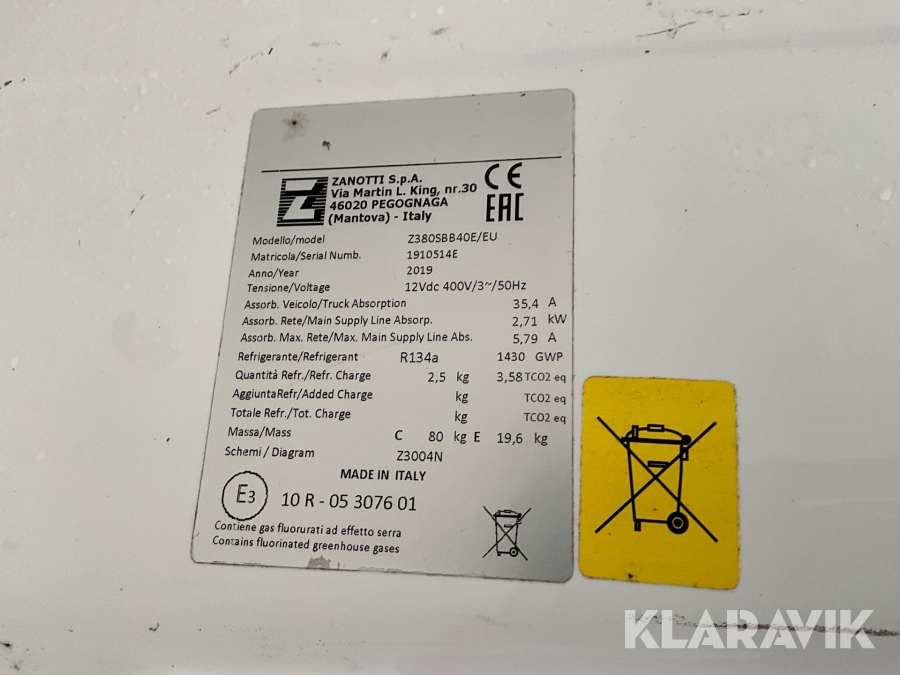 ZANOTTI S.p.A.
Via Martin L. King, nr.30
46020 PEGOGNAGA
(Mantova) - Italy
CE
EAC
Modello/model Z380SBB40E/EU
Matricola/Serial Numb. 1910514E
Anno/Year 2019
Tensione/Voltage 12Vdc 400V/3~/50Hz
Assorb. Veicolo/Truck Absorption 35,4 A
Assorb. Rete/Main Supply Line Absorp. 2,71 kW
Assorb. Max. Rete/Max. Main Supply Line Abs. 5,79 A
Refrigerante/Refrigerant R134a 1430 GWP
Quantità Refr./Refr. Charge 2,5 kg 3,58 TCO2 eq
AggiuntaRefr/Added Charge kg TCO2 eq
Totale Refr./Tot. Charge kg TCO2 eq
Massa/Mass C 80 kg E 19,6 kg
Schemi / Diagram Z3004N
MADE IN ITALY
E3 10 R - 05 3076 01
Contiene gas fluorurati ad effetto serra
Contains fluorinated greenhouse gases
KLARAVIK